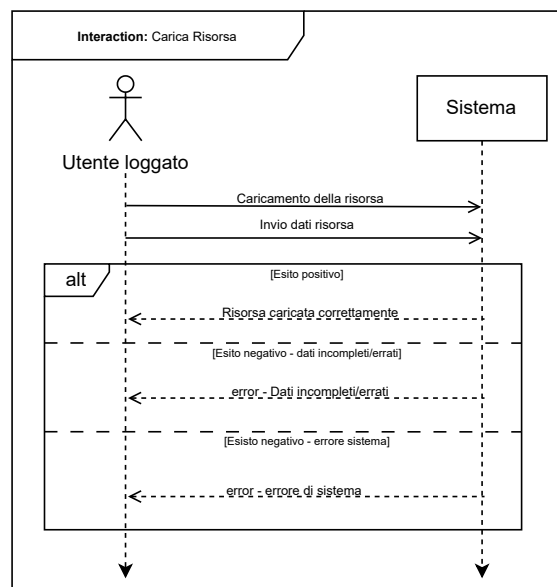 Interaction: Carica Risorsa
Utente loggato
Sistema
Caricamento della risorsa
Invio dati risorsa
alt
[Esito positivo]
Risorsa caricata correttamente
[Esito negativo - dati incompleti/errati]
error - Dati incompleti/errati
[Esisto negativo - errore sistema]
error - errore di sistema